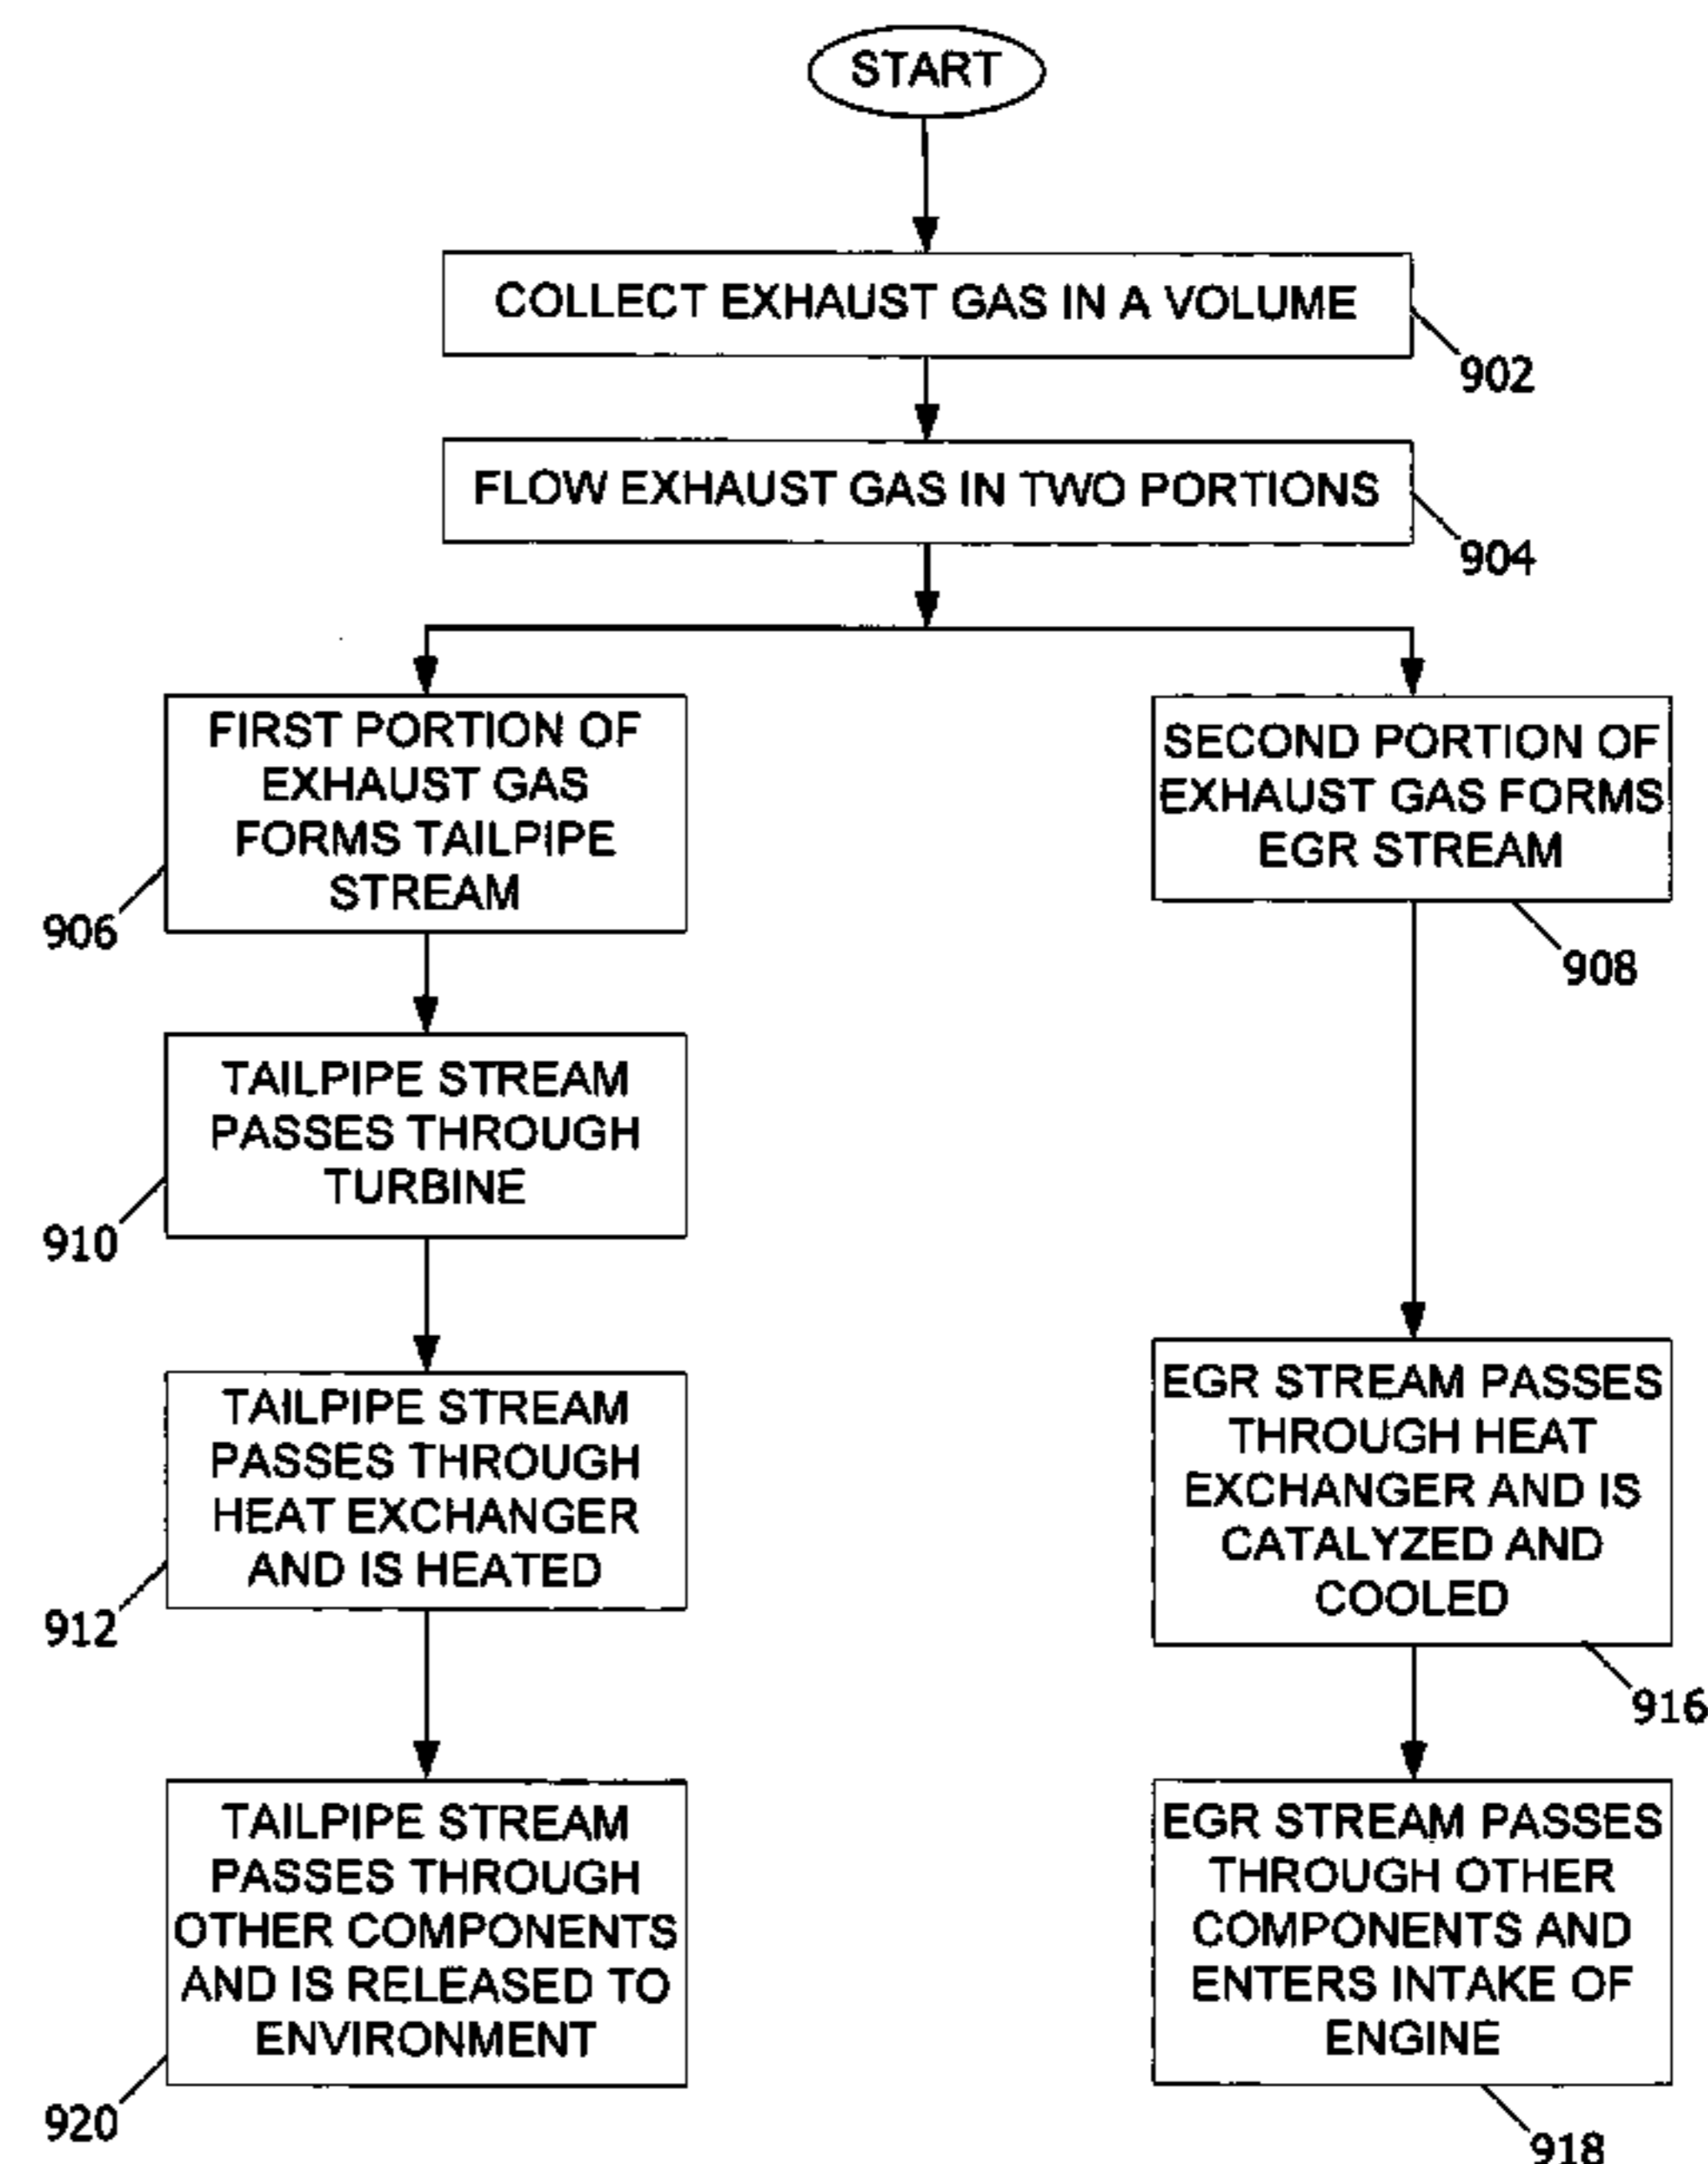 START
COLLECT EXHAUST GAS IN A VOLUME
902
FLOW EXHAUST GAS IN TWO PORTIONS
904
FIRST PORTION OF
EXHAUST GAS
FORMS TAILPIPE
STREAM
906
SECOND PORTION OF
EXHAUST GAS FORMS
EGR STREAM
908
TAILPIPE STREAM
PASSES THROUGH
TURBINE
910
TAILPIPE STREAM
PASSES THROUGH
HEAT EXCHANGER
AND IS HEATED
912
EGR STREAM PASSES
THROUGH HEAT
EXCHANGER AND IS
CATALYZED AND
COOLED
916
TAILPIPE STREAM
PASSES THROUGH
OTHER COMPONENTS
AND IS RELEASED TO
ENVIRONMENT
920
EGR STREAM PASSES
THROUGH OTHER
COMPONENTS AND
ENTERS INTAKE OF
ENGINE
918